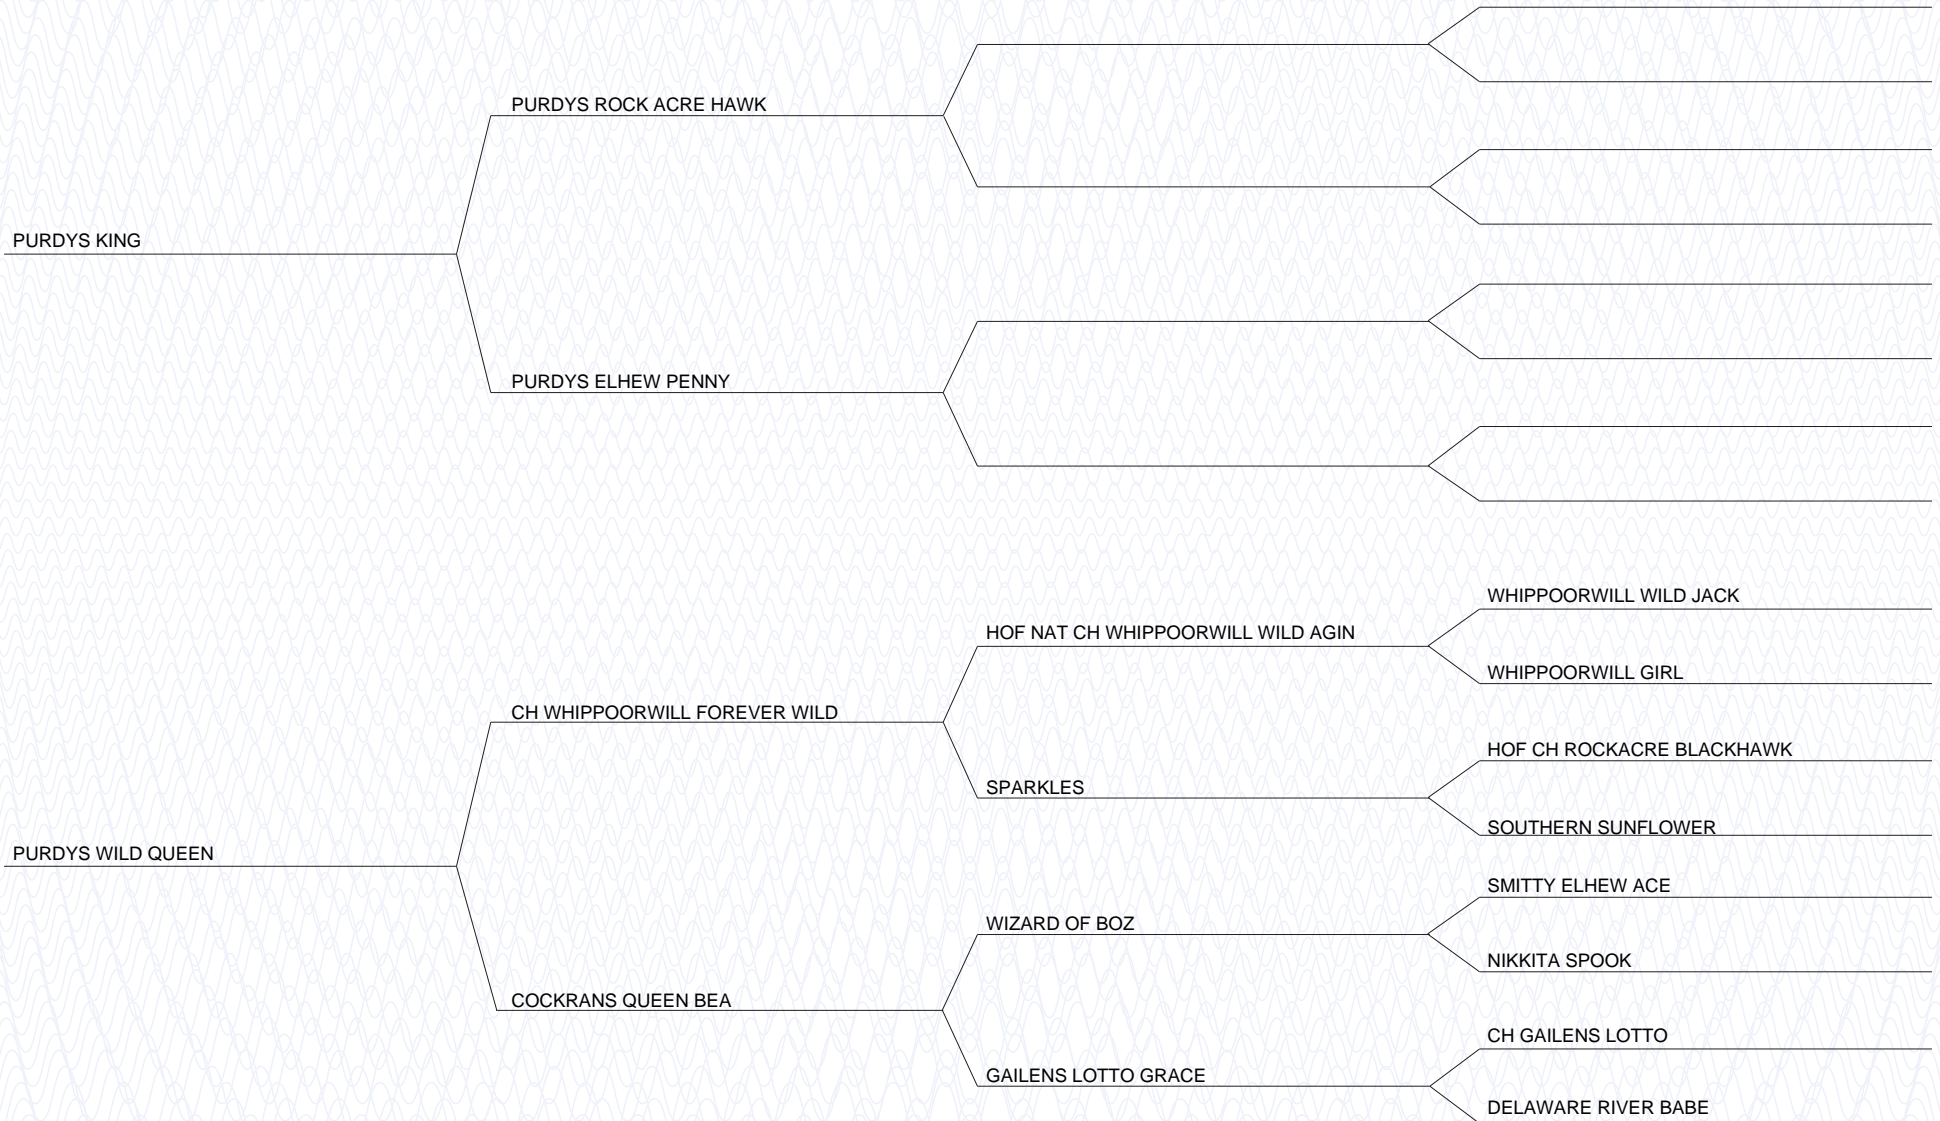 PURDYS ROCK ACRE HAWK
PURDYS KING
PURDYS ELHEW PENNY
WHIPPOORWILL WILD JACK
HOF NAT CH WHIPPOORWILL WILD AGIN
WHIPPOORWILL GIRL
CH WHIPPOORWILL FOREVER WILD
HOF CH ROCKACRE BLACKHAWK
SPARKLES
SOUTHERN SUNFLOWER
PURDYS WILD QUEEN
SMITTY ELHEW ACE
WIZARD OF BOZ
NIKKITA SPOOK
COCKRANS QUEEN BEA
CH GAILENS LOTTO
GAILENS LOTTO GRACE
DELAWARE RIVER BABE